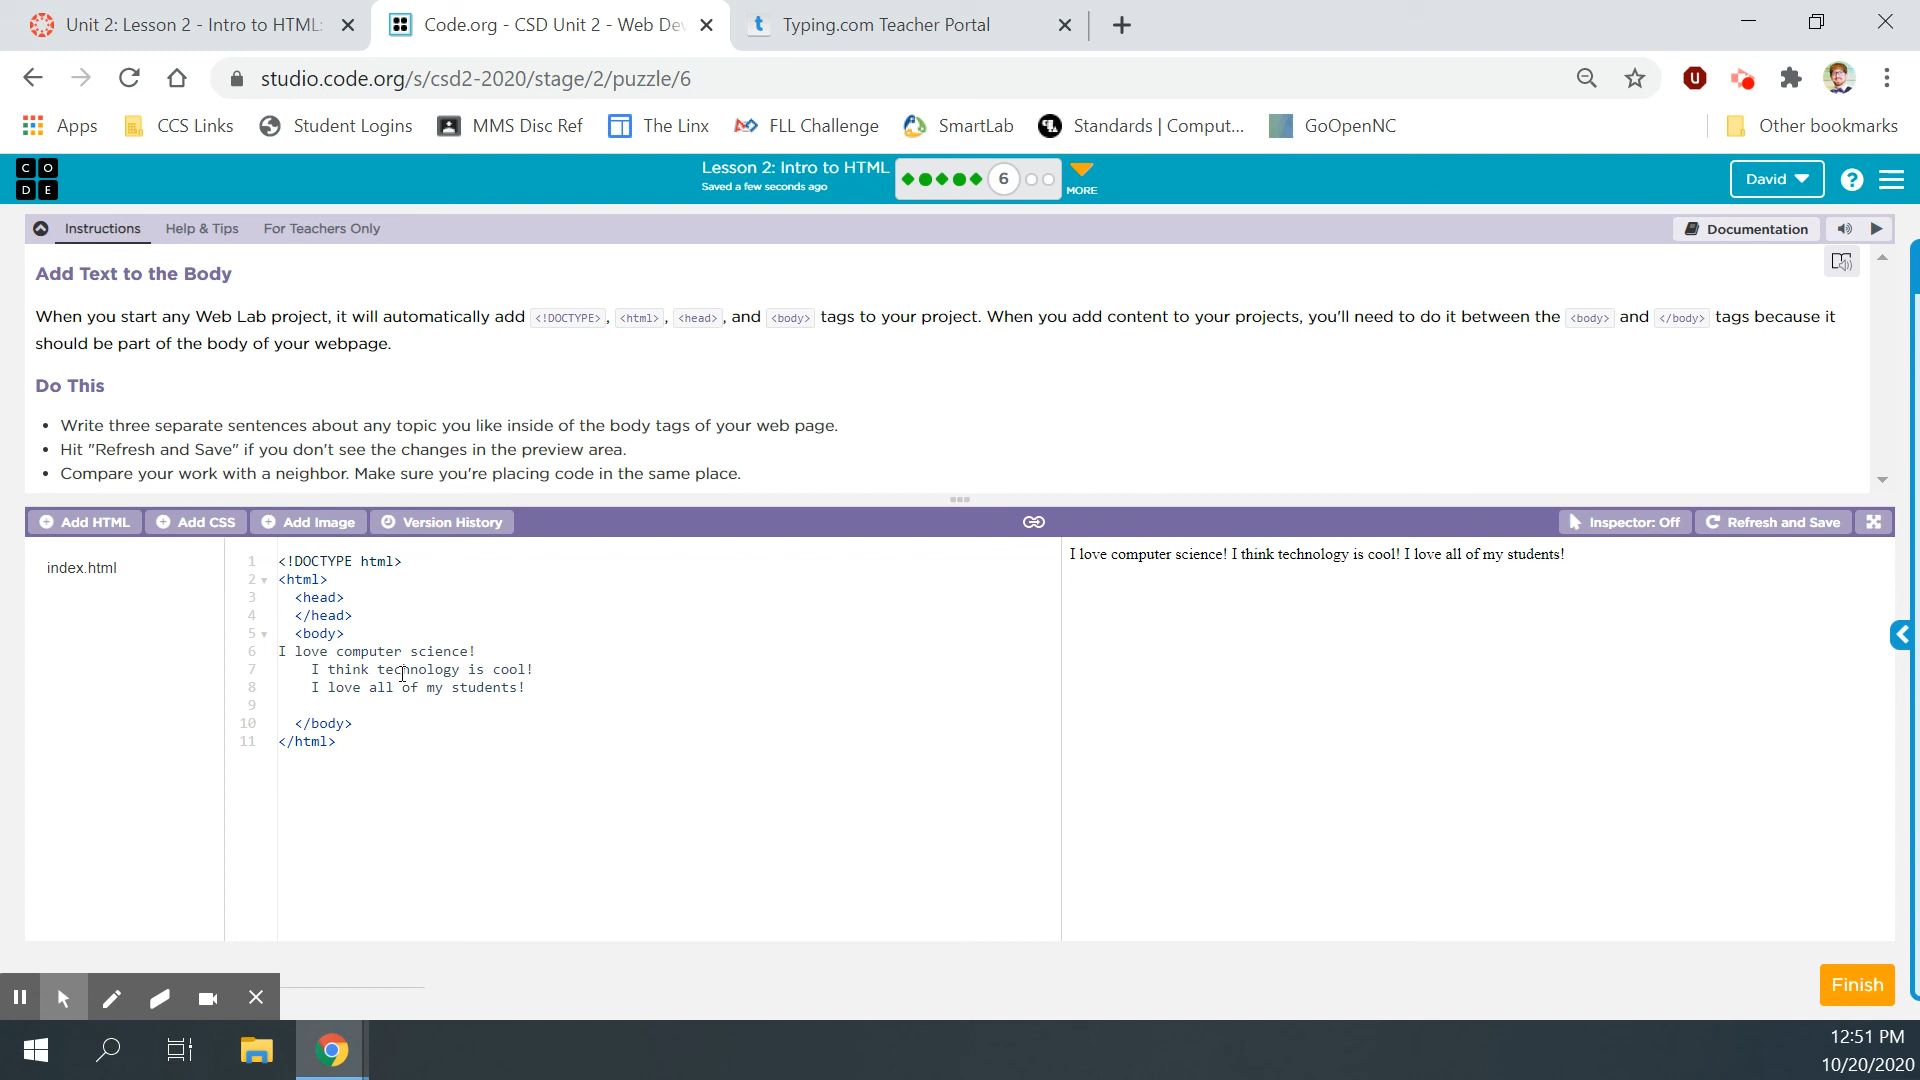 Unit 2: Lesson 2 - Intro to HTML:
Code.org - CSD Unit 2 - Web De
Typing.com Teacher Portal
studio.code.org/s/csd2-2020/stage/2/puzzle/6
Apps
CCS Links
Student Logins
MMS Disc Ref
The Linx
FLL Challenge
SmartLab
Standards | Comput...
GoOpenNC
Other bookmarks
C O
D E
Lesson 2: Intro to HTML
Saved a few seconds ago
6
MORE
David
?
Instructions
Help & Tips
For Teachers Only
Documentation
Add Text to the Body
When you start any Web Lab project, it will automatically add <!DOCTYPE>, <html>, <head>, and <body> tags to your project. When you add content to your projects, you'll need to do it between the <body> and </body> tags because it
should be part of the body of your webpage.
Do This
• Write three separate sentences about any topic you like inside of the body tags of your web page.
• Hit "Refresh and Save" if you don't see the changes in the preview area.
• Compare your work with a neighbor. Make sure you're placing code in the same place.
Add HTML
Add CSS
Add Image
Version History
Inspector: Off
Refresh and Save
index.html
1 <!DOCTYPE html>
2 <html>
3 <head>
4 </head>
5 <body>
6 I love computer science!
7 I think technology is cool!
8 I love all of my students!
9
10 </body>
11 </html>
I love computer science! I think technology is cool! I love all of my students!
Finish
12:51 PM
10/20/2020